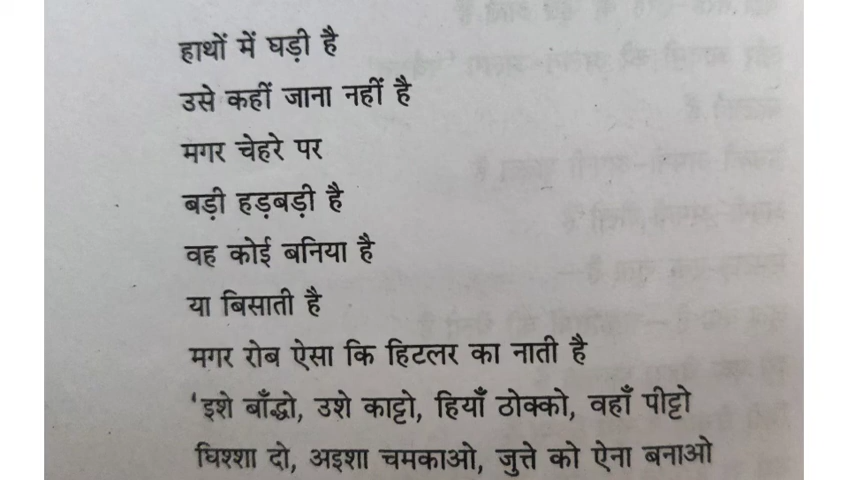 हाथों में घड़ी है
उसे कहीं जाना नहीं है
मगर चेहरे पर
बड़ी हड़बड़ी है
वह कोई बनिया है
या बिसाती है
मगर रोब ऐसा कि हिटलर का नाती है
'इशे बाँद्धो, उशे काट्टो, हियाँ ठोक्को, वहाँ पीट्टो
घिश्शा दो, अइशा चमकाओ, जुत्ते को ऐना बनाओ